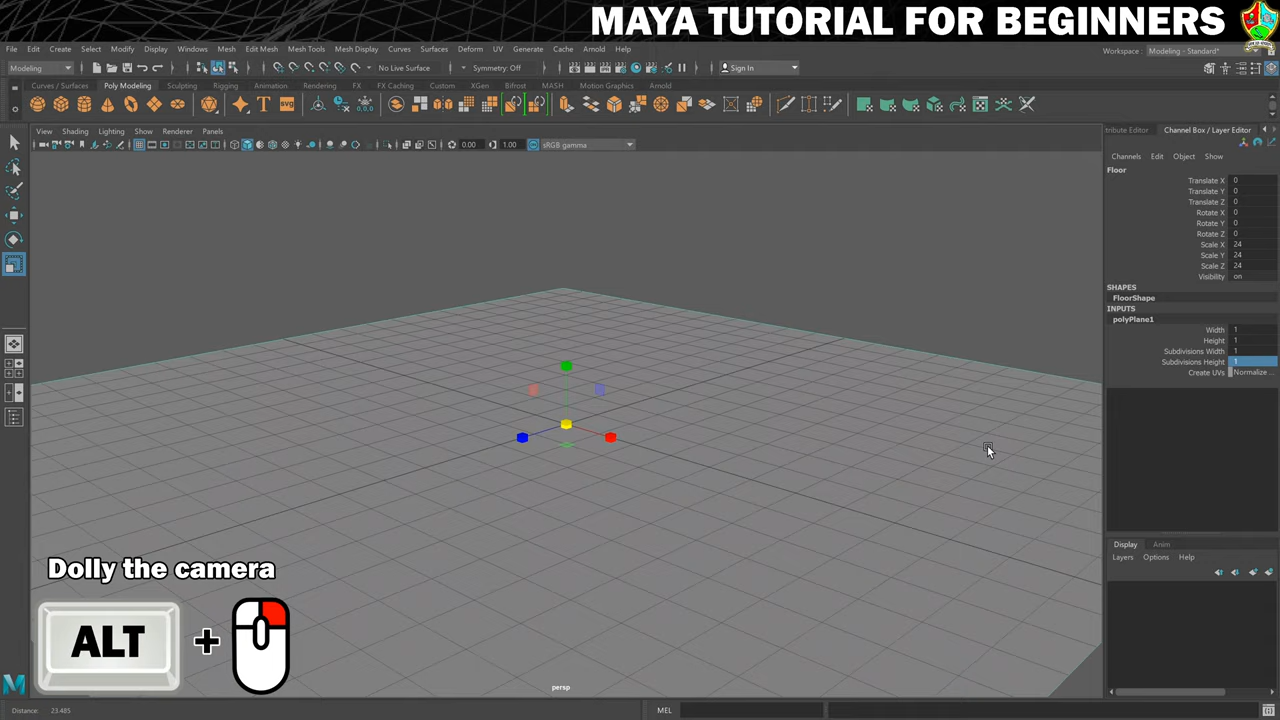 MAYA TUTORIAL FOR BEGINNERS
File Edit Create Select Modify Display Windows Mesh Edit Mesh Mesh Tools Mesh Display Curves Surfaces Deform UV Generate Cache Arnold Help
Workspace : Modeling - Standard*
Modeling No Live Surface Symmetry: Off Sign In
Curves / Surfaces Poly Modeling Sculpting Rigging Animation Rendering FX FX Caching Custom XGen Bifrost MASH Motion Graphics Arnold
View Shading Lighting Show Renderer Panels
0.00 1.00 sRGB gamma
tribute Editor Channel Box / Layer Editor
Channels Edit Object Show
Floor
Translate X 0
Translate Y 0
Translate Z 0
Rotate X 0
Rotate Y 0
Rotate Z 0
Scale X 24
Scale Y 24
Scale Z 24
Visibility on
SHAPES
FloorShape
INPUTS
polyPlane1
Width 1
Height 1
Subdivisions Width 1
Subdivisions Height 1
Create UVs Normalize ...
Display Anim
Layers Options Help
Dolly the camera
ALT +
persp
Distance: 23.485
MEL